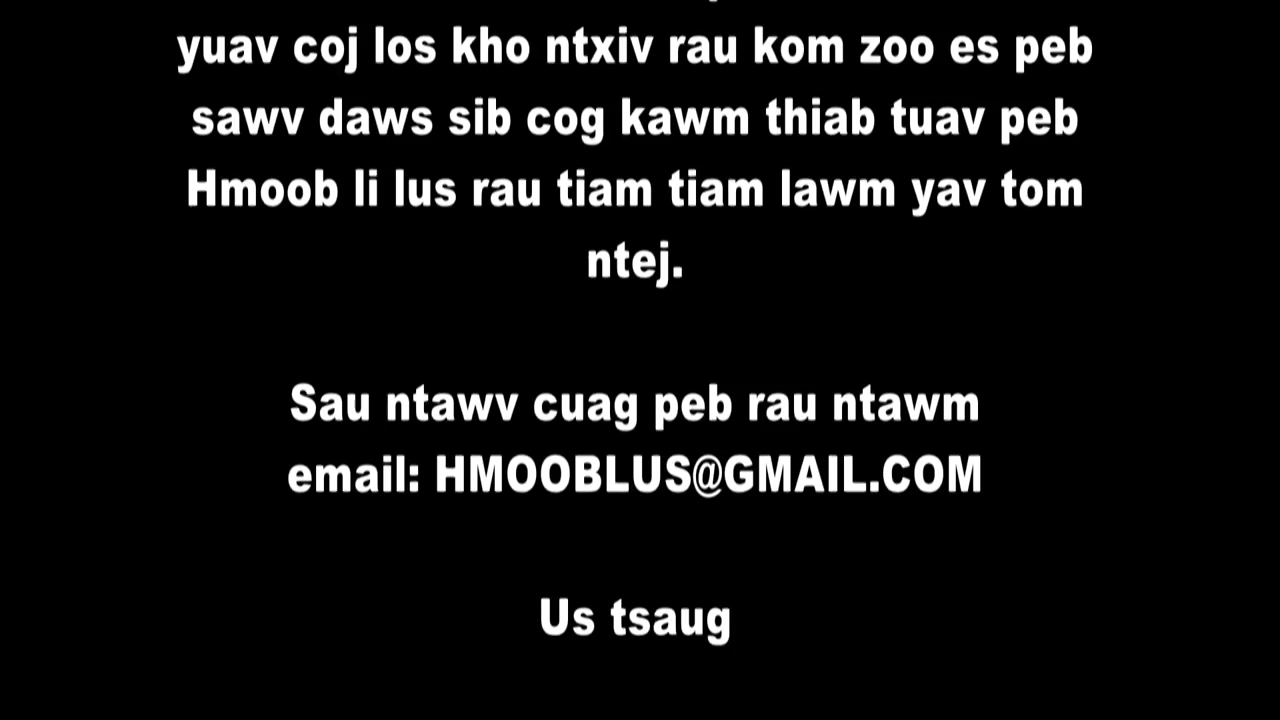 yuav coj los kho ntxiv rau kom zoo es peb
sawv daws sib cog kawm thiab tuav peb
Hmoob li lus rau tiam tiam lawm yav tom
ntej.
Sau ntawv cuag peb rau ntawm
email: HMOOBLUS@GMAIL.COM
Us tsaug